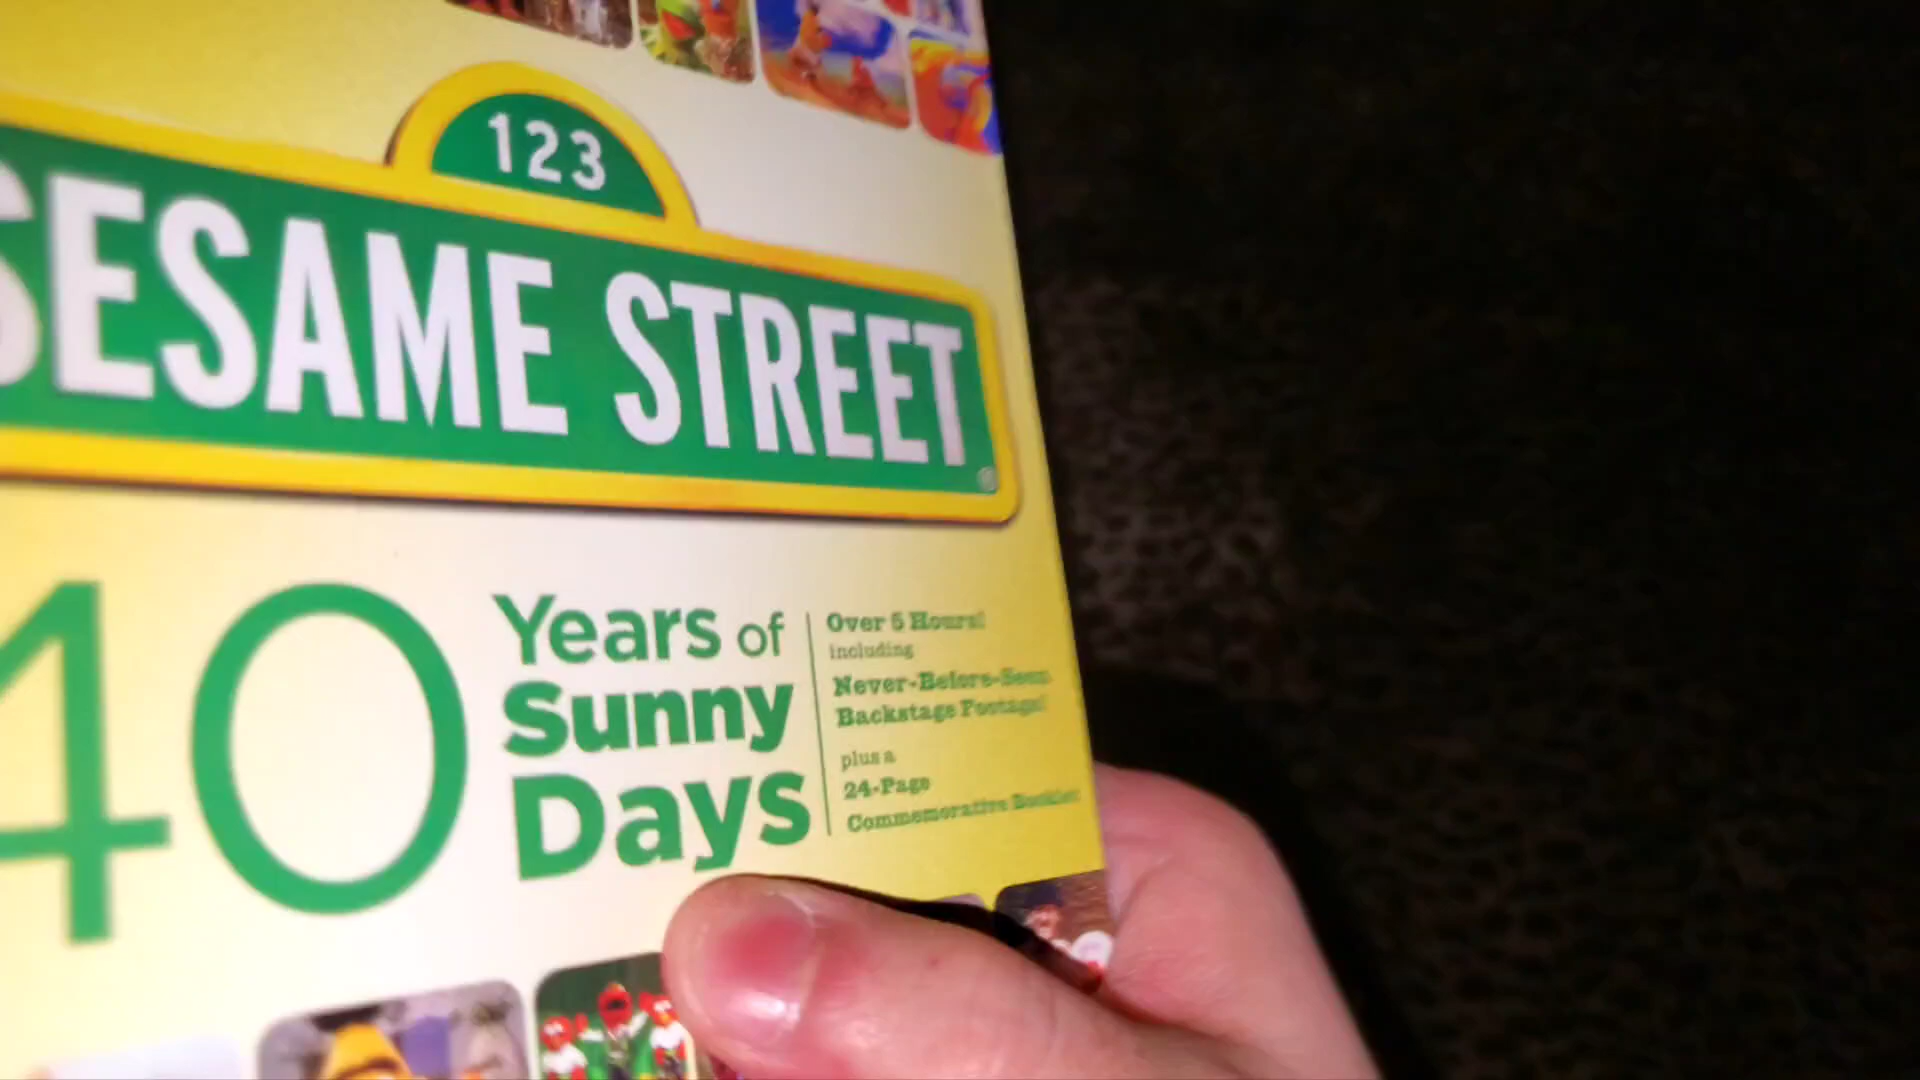 123
SESAME STREET
40
Years of
Sunny
Days
Over 5 Hours!
including
Never-Before-Seen
Backstage Footage!
plus a
24-Page
Commemorative Booklet!